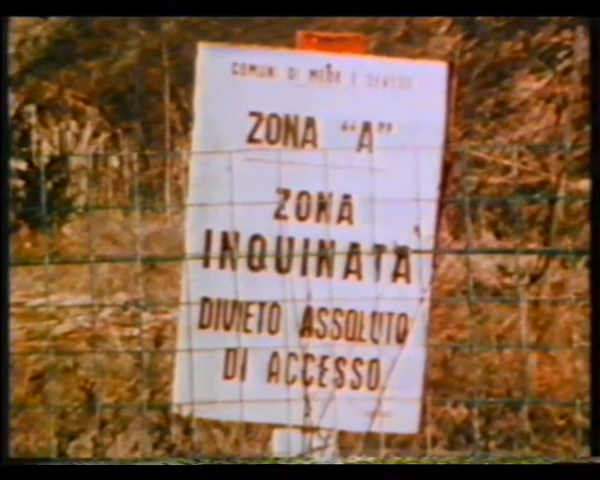 COMUNI DI MEDA E SEVESO
ZONA "A"
ZONA
INQUINATA
DIVIETO ASSOLUTO
DI ACCESSO